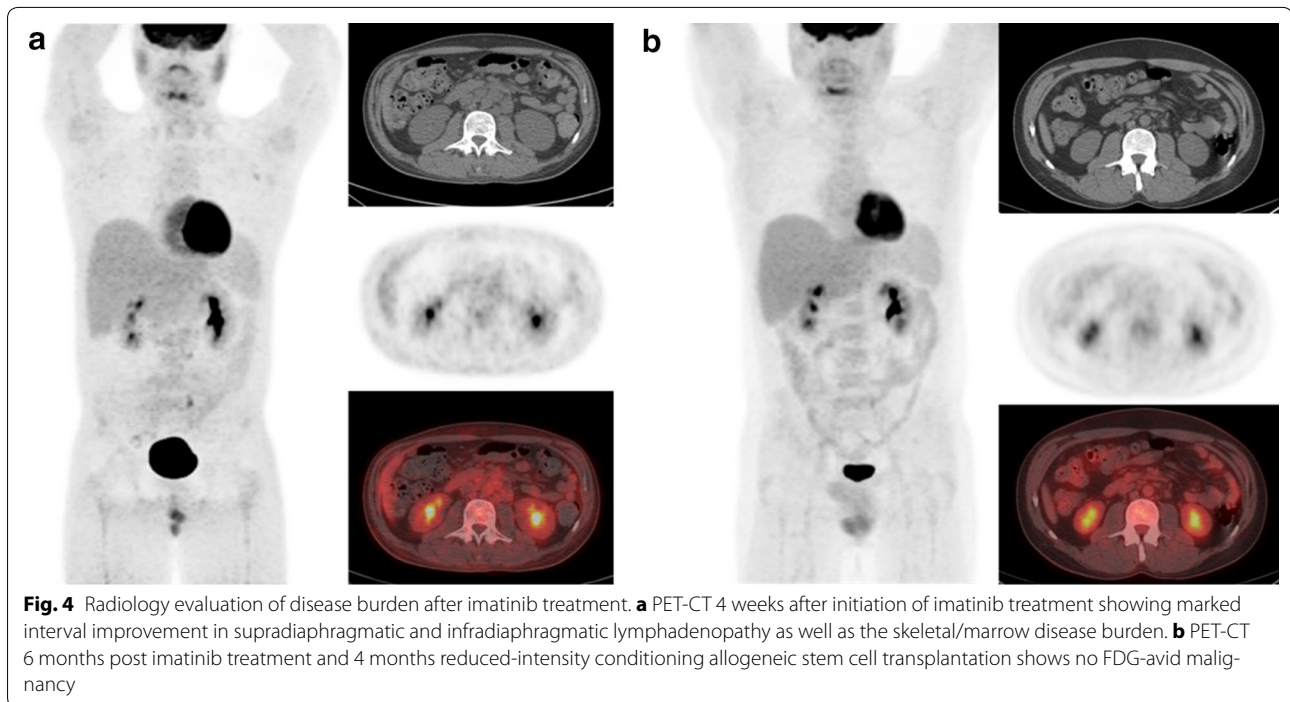 a
b
Fig. 4 Radiology evaluation of disease burden after imatinib treatment. a PET-CT 4 weeks after initiation of imatinib treatment showing marked
interval improvement in supradiaphragmatic and infradiaphragmatic lymphadenopathy as well as the skeletal/marrow disease burden. b PET-CT
6 months post imatinib treatment and 4 months reduced-intensity conditioning allogeneic stem cell transplantation shows no FDG-avid malig-
nancy